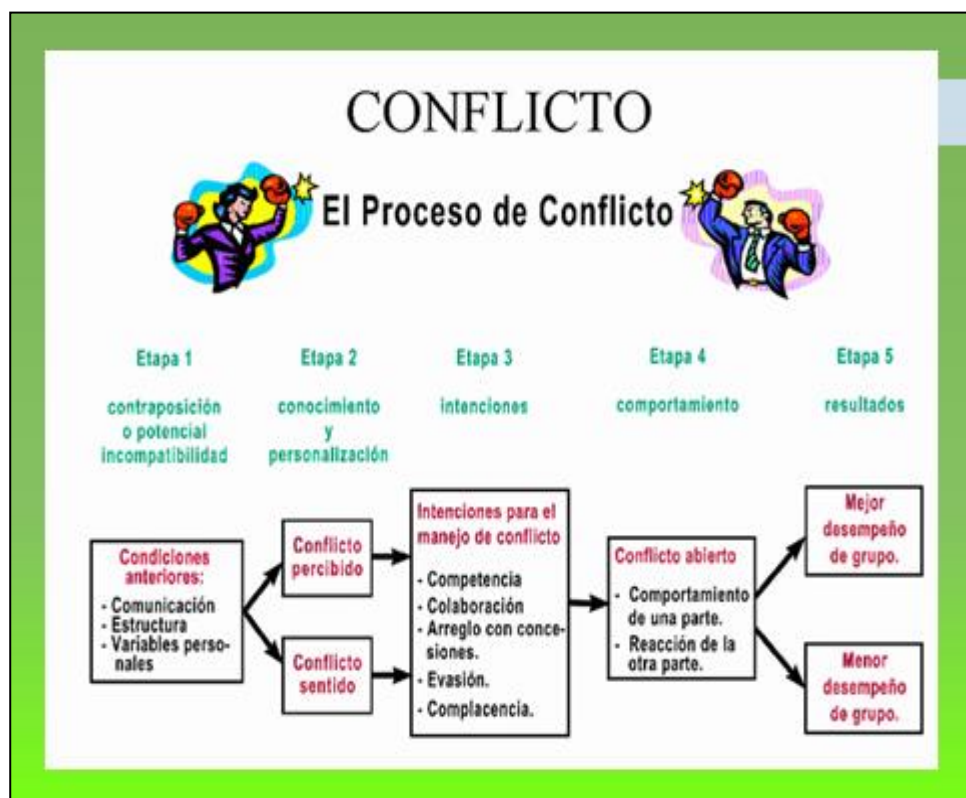 CONFLICTO
El Proceso de Conflicto
Etapa 1
contraposición
o potencial
incompatibilidad
Etapa 2
conocimiento
y
personalización
Etapa 3
intenciones
Etapa 4
comportamiento
Etapa 5
resultados
Condiciones
anteriores:
- Comunicación
- Estructura
- Variables perso-
nales
Conflicto
percibido
Conflicto
sentido
Intenciones para el
manejo de conflicto
- Competencia
- Colaboración
- Arreglo con conce-
siones.
- Evasión.
- Complacencia.
Conflicto abierto
- Comportamiento
de una parte.
- Reacción de la
otra parte.
Mejor
desempeño
de grupo.
Menor
desempeño
de grupo.